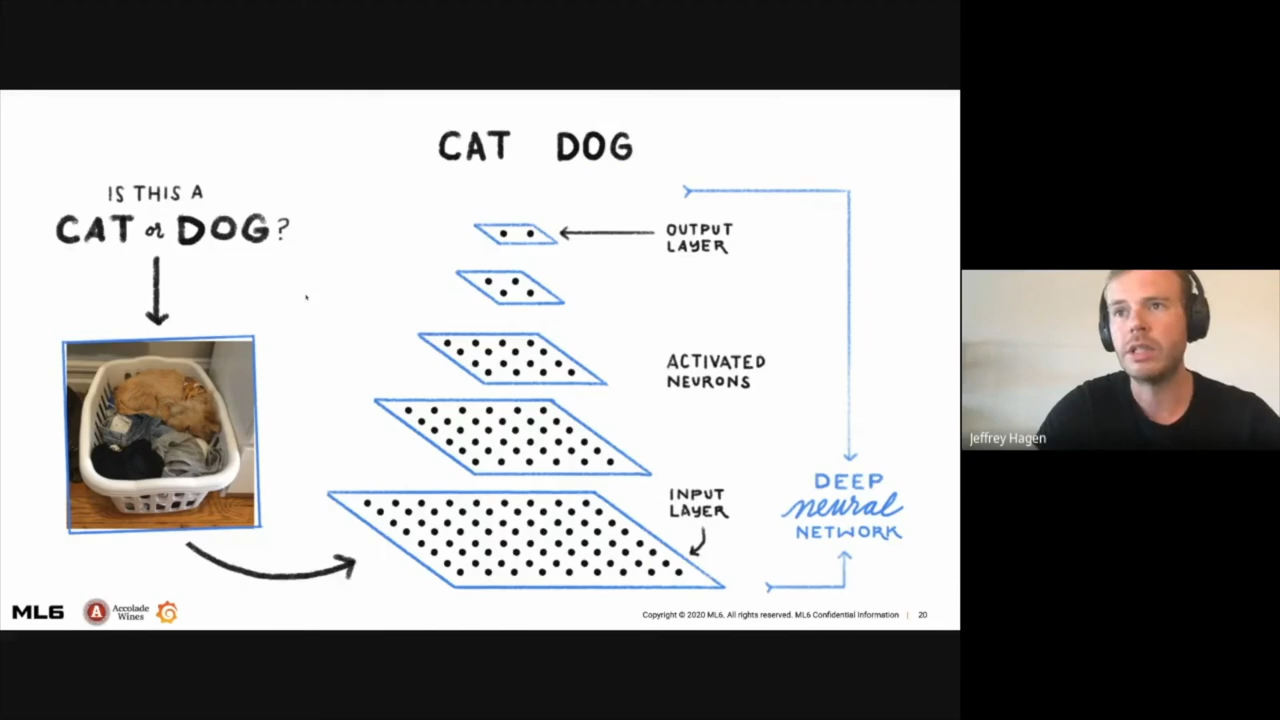 CAT DOG
IS THIS A
CAT or DOG?
OUTPUT
LAYER
ACTIVATED
NEURONS
INPUT
LAYER
DEEP
neural
NETWORK
ML6
A
Accolade
Wines
Copyright © 2020 ML6. All rights reserved. ML6 Confidential Information | 20
Jeffrey Hagen